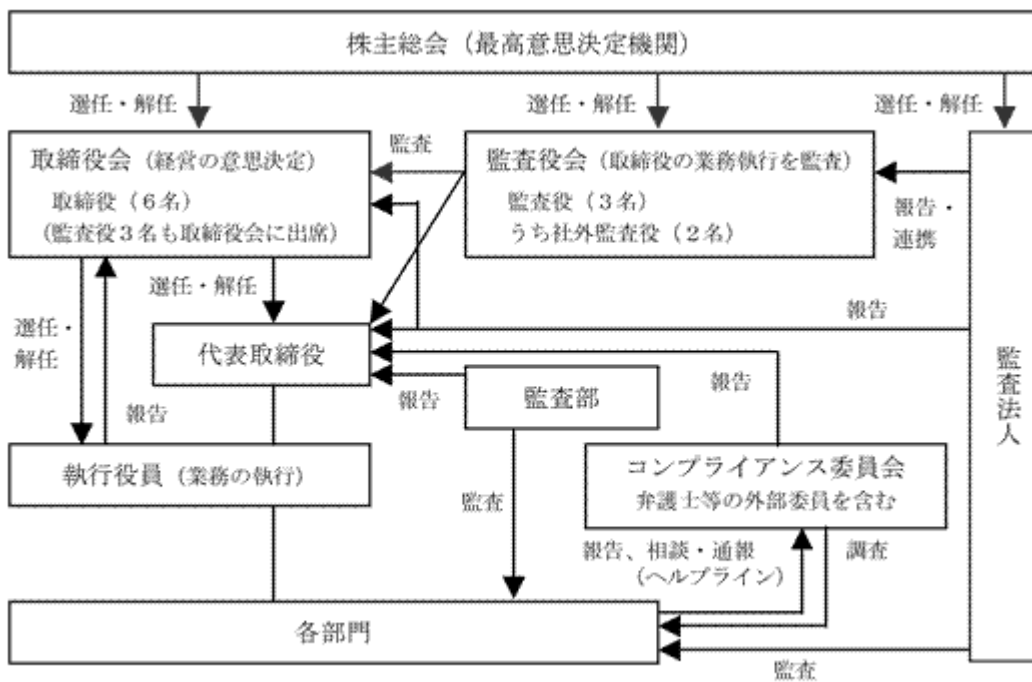 株主総会（最高意思決定機関）
選任・解任
選任・解任
選任・解任
取締役会（経営の意思決定）
取締役（６名）
（監査役３名も取締役会に出席）
監査
監査役会（取締役の業務執行を監査）
監査役（３名）
うち社外監査役（２名）
報告・
連携
選任・解任
選任・
解任
報告
代表取締役
報告
報告
監査部
報告
監査法人
執行役員（業務の執行）
監査
コンプライアンス委員会
弁護士等の外部委員を含む
報告、相談・通報
（ヘルプライン）
調査
各部門
監査